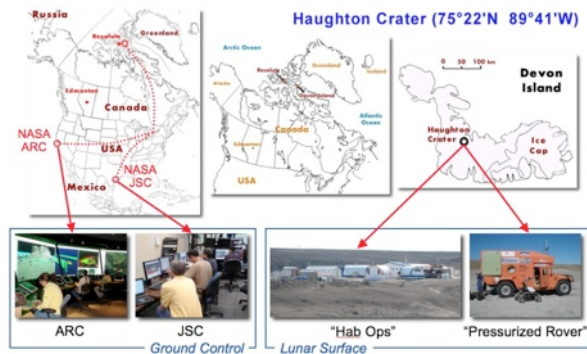 Haughton Crater (75°22'N 89°41'W)
Russia
Greenland
Resolute
Edmonton
Canada
NASA
ARC
USA
NASA
JSC
Mexico
Arctic Ocean
Greenland
Iceland
Alaska
Resolute
Devon Island
Atlantic
Ocean
Canada
Edmonton
USA
0 50 100 km
Devon
Island
Haughton
Crater
Ice
Cap
ARC
JSC
Ground Control
"Hab Ops"
"Pressurized Rover"
Lunar Surface